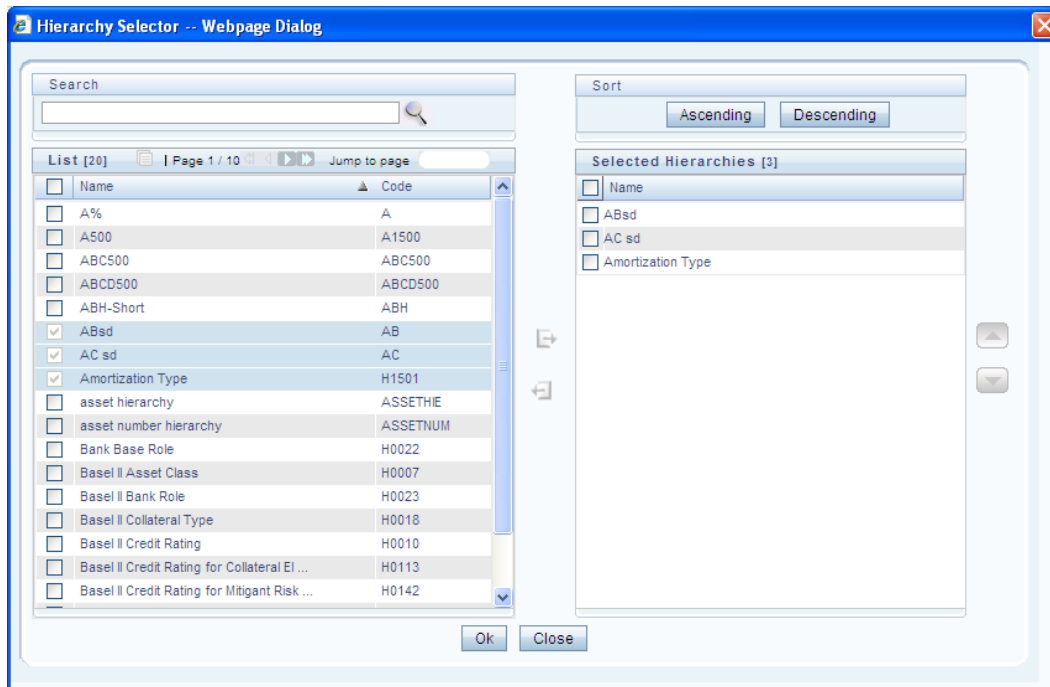 Hierarchy Selector -- Webpage Dialog
Search
Sort
Ascending Descending
List [20] | Page 1 / 10 Jump to page
Selected Hierarchies [3]
Name Code
Name
A% A
A500 A1500
ABC500 ABC500
ABCD500 ABCD500
ABH-Short ABH
ABsd AB
AC sd AC
Amortization Type H1501
asset hierarchy ASSETHIE
asset number hierarchy ASSETNUM
Bank Base Role H0022
Basel II Asset Class H0007
Basel II Bank Role H0023
Basel II Collateral Type H0018
Basel II Credit Rating H0010
Basel II Credit Rating for Collateral El ... H0113
Basel II Credit Rating for Mitigant Risk ... H0142
ABsd
AC sd
Amortization Type
Ok Close